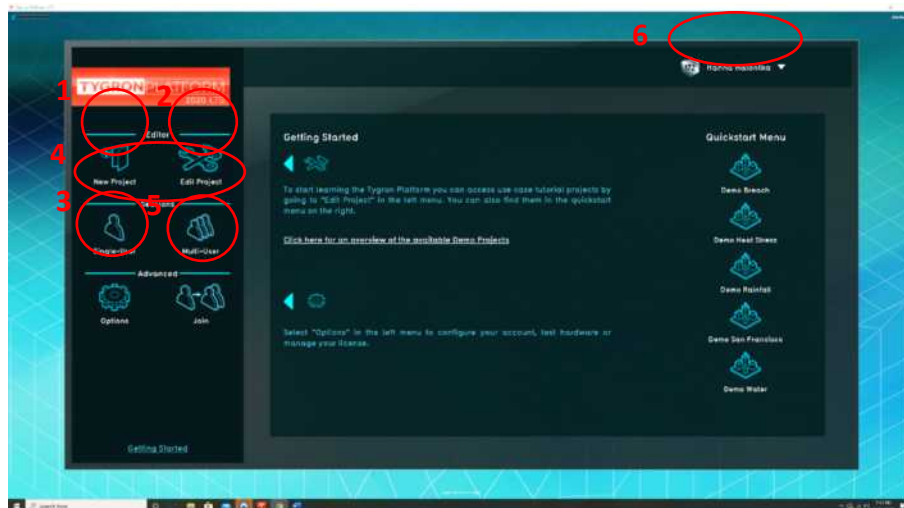 6
TYGRON PLATFORM
2020 LTS
1
2
Editor
4
New Project
Edit Project
3
Sessions
5
Single-User
Multi-User
Advanced
Options
Join
Getting Started
Getting Started
To start learning the Tygron Platform you can access use case tutorial projects by
going to "Edit Project" in the left menu. You can also find them in the quickstart
menu on the right.
Click here for an overview of the available Demo Projects
Select "Options" in the left menu to configure your account, test hardware or
manage your license.
Quickstart Menu
Demo Breach
Demo Heat Stress
Demo Rainfall
Demo San Francisco
Demo Water